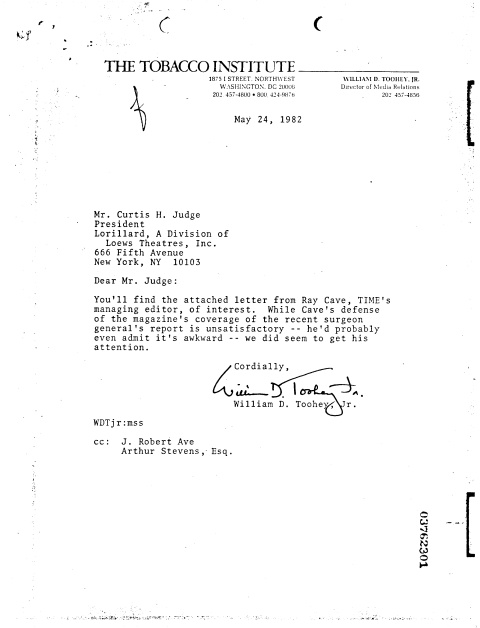 THE TOBACCO INSTITUTE
1875 I STREET, NORTHWEST
WASHINGTON, DC 20006
202 457-4800 • 800 424-9876
WILLIAM D. TOOHEY, JR.
Director of Media Relations
202 457-4856
May 24, 1982
Mr. Curtis H. Judge
President
Lorillard, A Division of
Loews Theatres, Inc.
666 Fifth Avenue
New York, NY 10103
Dear Mr. Judge:
You'll find the attached letter from Ray Cave, TIME's
managing editor, of interest. While Cave's defense
of the magazine's coverage of the recent surgeon
general's report is unsatisfactory -- he'd probably
even admit it's awkward -- we did seem to get his
attention.
Cordially,
William D. Toohey Jr.
William D. Toohey, Jr.
WDTjr:mss
cc: J. Robert Ave
Arthur Stevens, Esq.
03762301